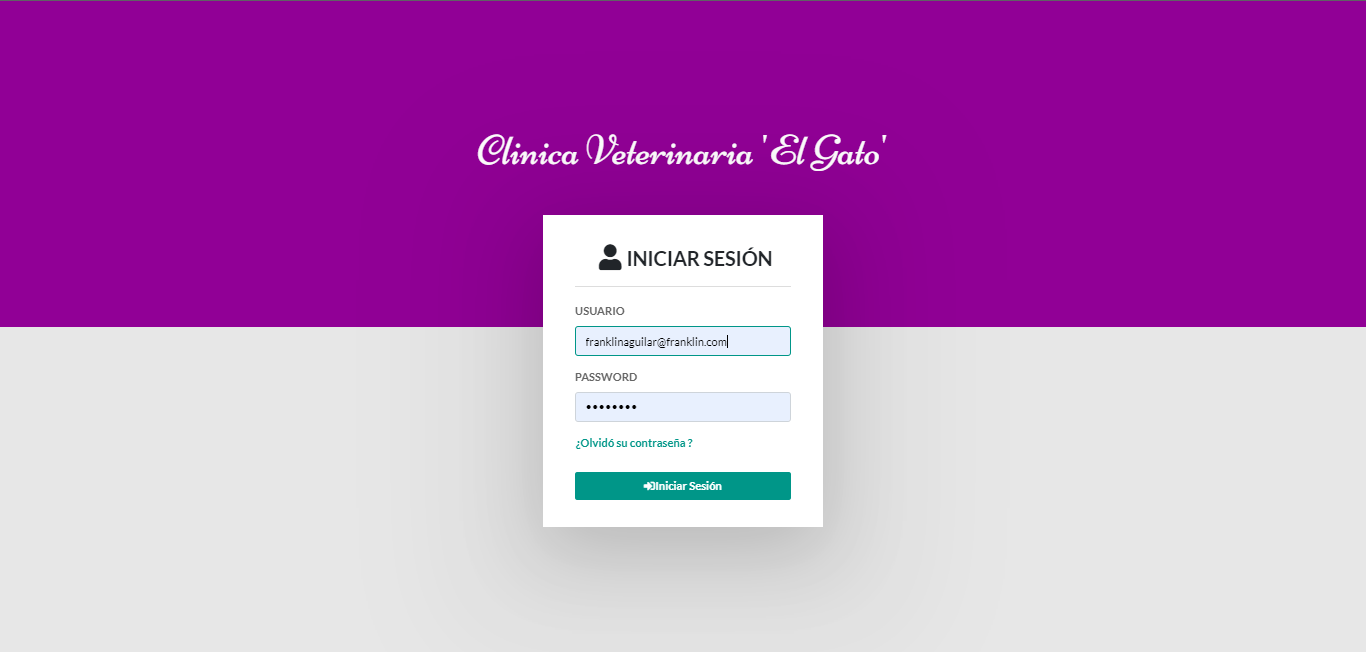 Clinica Veterinaria 'El Gato'
INICIAR SESIÓN
USUARIO
franklinaguilar@franklin.com
PASSWORD
••••••••
¿Olvidó su contraseña ?
Iniciar Sesión